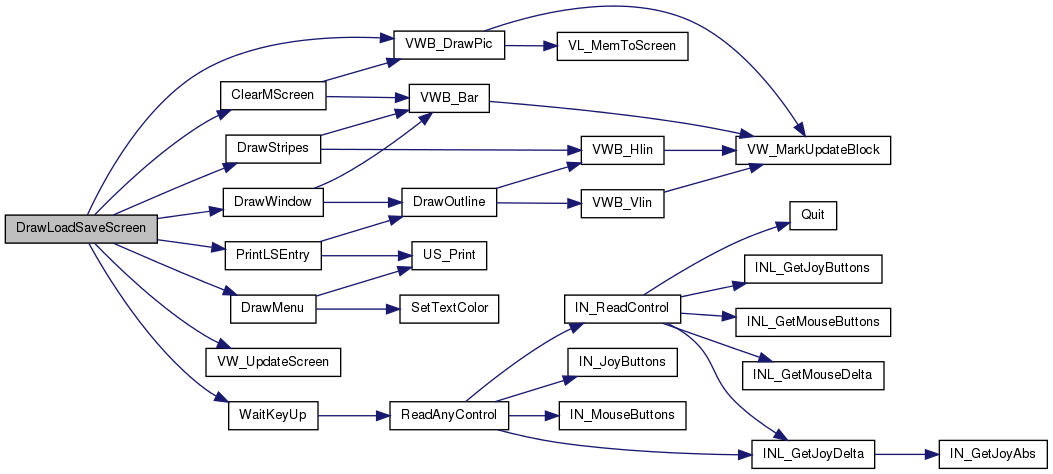 VWB_DrawPic
VL_MemToScreen
ClearMScreen
VWB_Bar
DrawStripes
VWB_Hlin
VW_MarkUpdateBlock
DrawWindow
DrawOutline
VWB_Vlin
Quit
DrawLoadSaveScreen
PrintLSEntry
US_Print
INL_GetJoyButtons
DrawMenu
SetTextColor
IN_ReadControl
INL_GetMouseButtons
VW_UpdateScreen
IN_JoyButtons
INL_GetMouseDelta
WaitKeyUp
ReadAnyControl
IN_MouseButtons
INL_GetJoyDelta
IN_GetJoyAbs